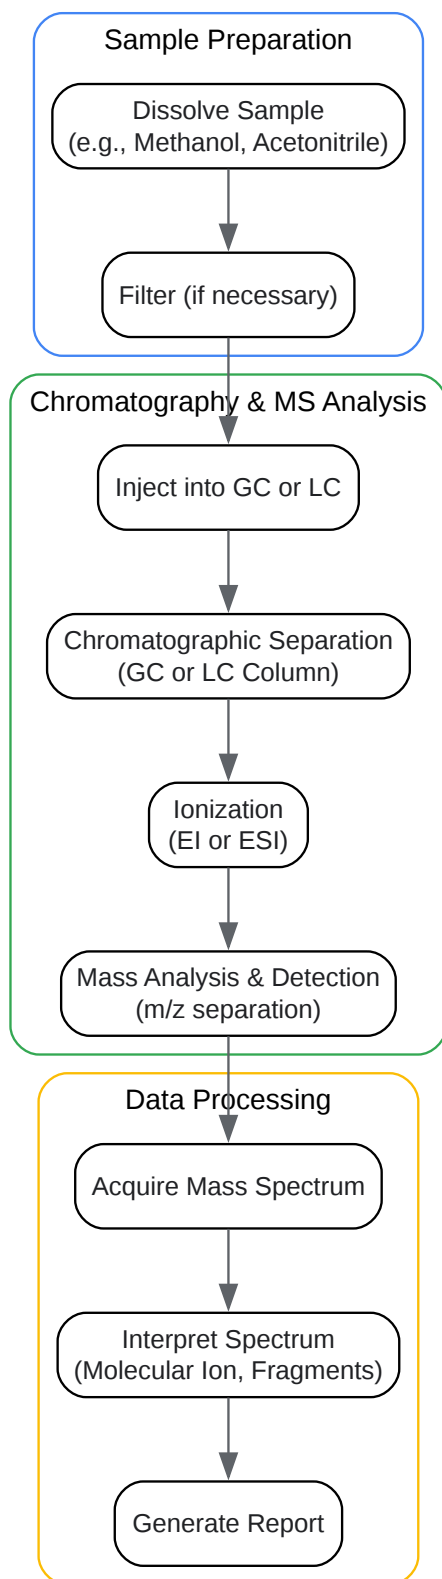 Sample Preparation
Dissolve Sample
(e.g., Methanol, Acetonitrile)
Filter (if necessary)
Chromatography & MS Analysis
Inject into GC or LC
Chromatographic Separation
(GC or LC Column)
Ionization
(EI or ESI)
Mass Analysis & Detection
(m/z separation)
Data Processing
Acquire Mass Spectrum
Interpret Spectrum
(Molecular Ion, Fragments)
Generate Report